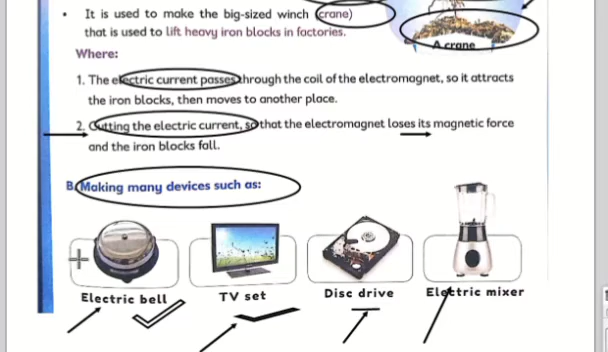 • It is used to make the big-sized winch (crane)
that is used to lift heavy iron blocks in factories.
A crane
Where:
1. The electric current passes through the coil of the electromagnet, so it attracts
the iron blocks, then moves to another place.
2. Cutting the electric current, so that the electromagnet loses its magnetic force
and the iron blocks fall.
B. Making many devices such as:
Electric bell TV set Disc drive Electric mixer